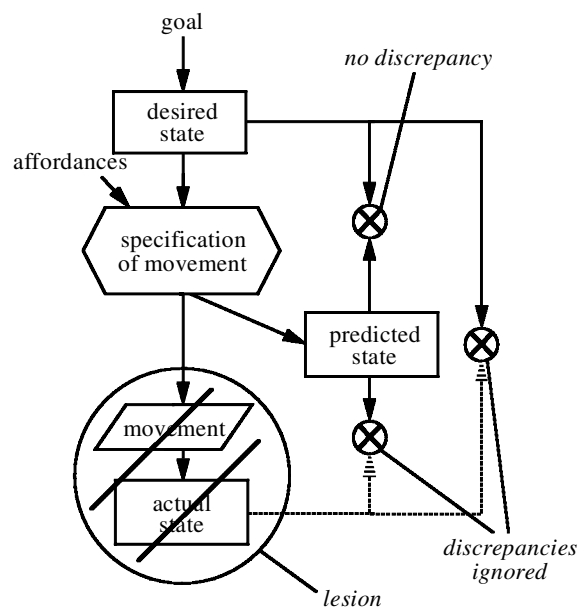 goal
no discrepancy
desired
state
affordances
specification
of movement
predicted
state
movement
actual
state
discrepancies
ignored
lesion